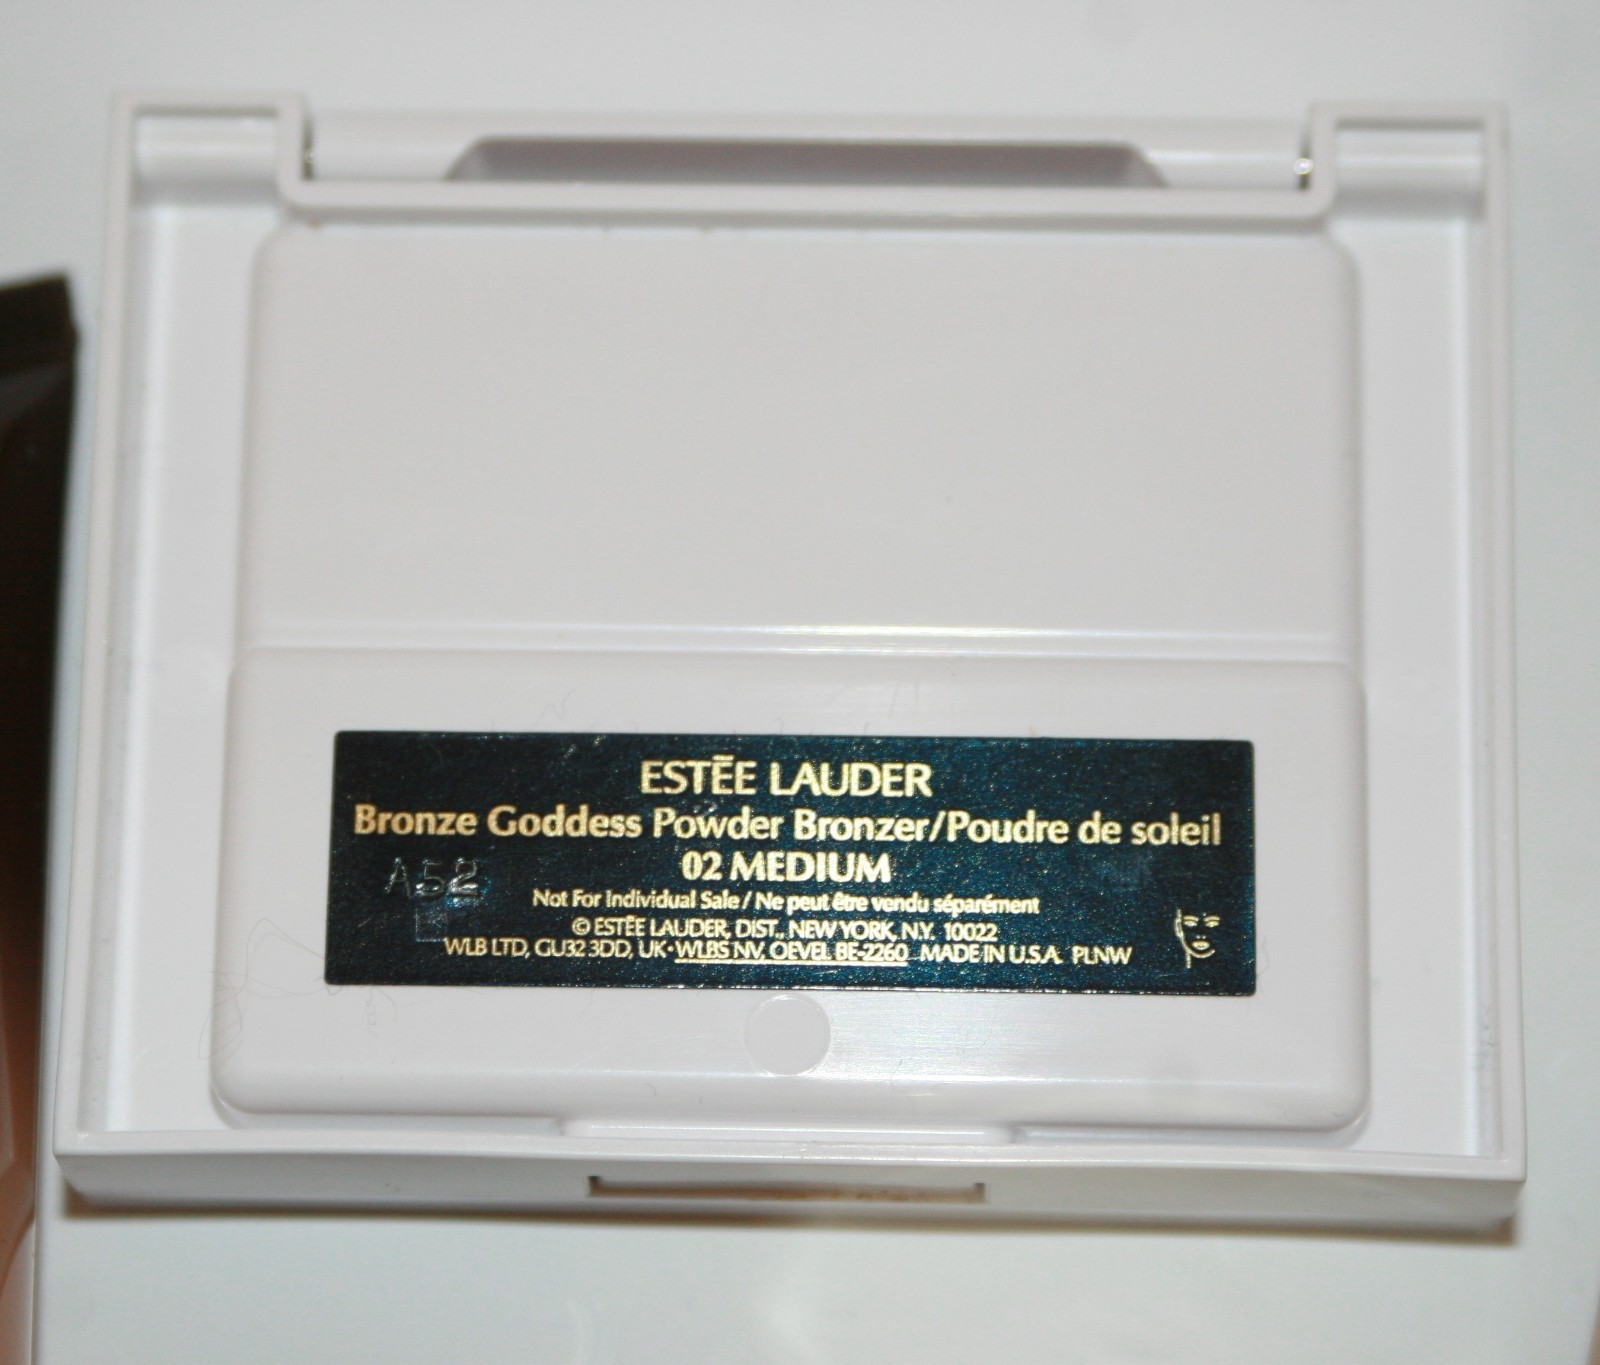 ESTĒE LAUDER
Bronze Goddess Powder Bronzer/Poudre de soleil
02 MEDIUM
A52
Not For Individual Sale / Ne peut être vendu séparément
© ESTĒE LAUDER, DIST., NEW YORK, N.Y. 10022
WLB LTD, GU32 3DD, UK • WLBS NV, OEVEL BE-2260 MADE IN U.S.A. PLNW